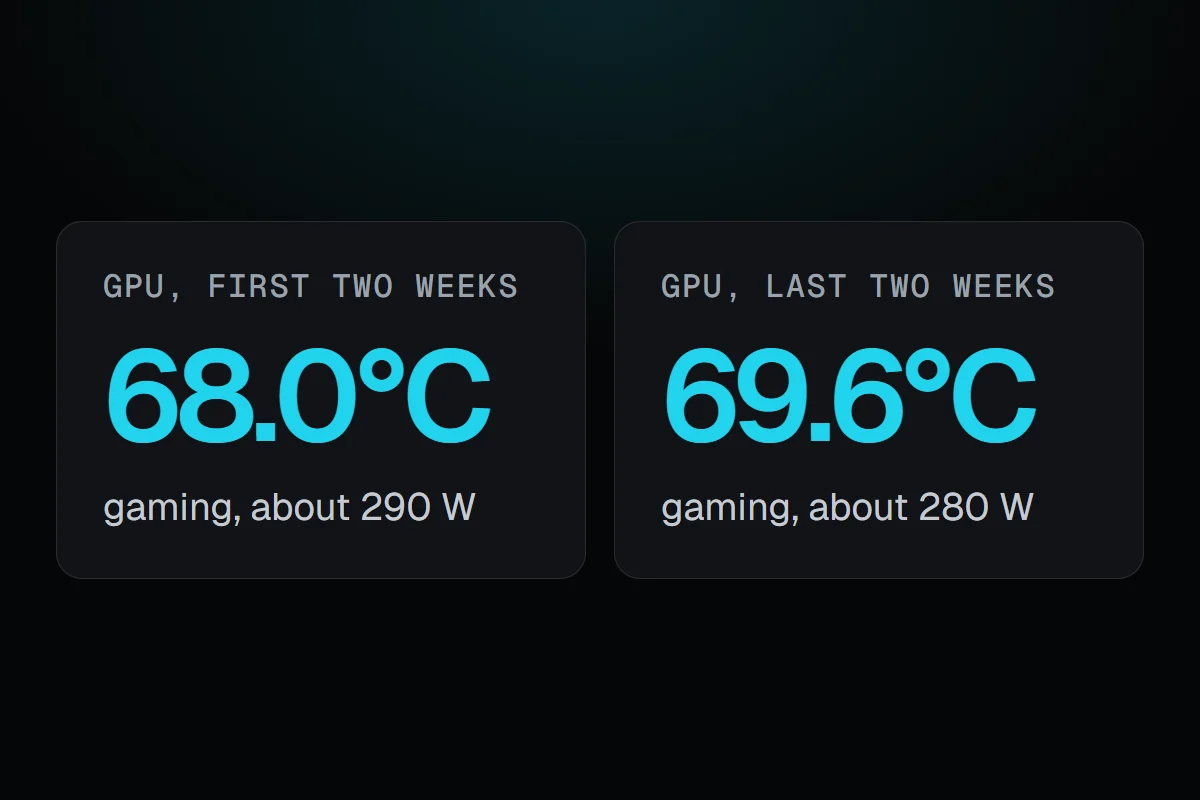 GPU, FIRST TWO WEEKS
68.0°C
gaming, about 290 W
GPU, LAST TWO WEEKS
69.6°C
gaming, about 280 W